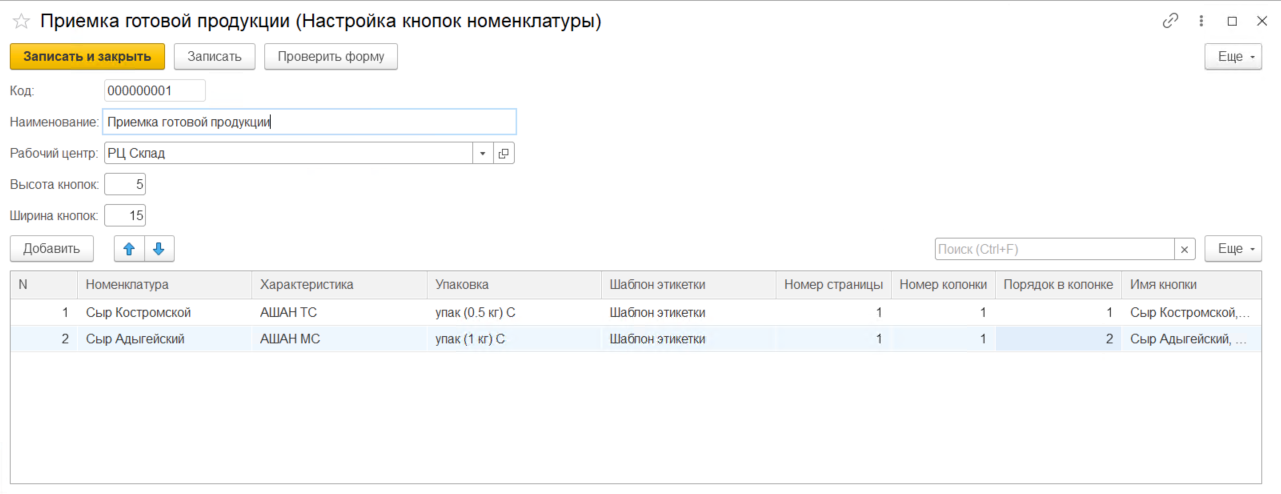 Приемка готовой продукции (Настройка кнопок номенклатуры)
Записать и закрыть Записать Проверить форму Еще
Код: 000000001
Наименование: Приемка готовой продукции
Рабочий центр: РЦ Склад
Высота кнопок: 5
Ширина кнопок: 15
Добавить Поиск (Ctrl+F) Еще
N Номенклатура Характеристика Упаковка Шаблон этикетки Номер страницы Номер колонки Порядок в колонке Имя кнопки
1 Сыр Костромской АШАН ТС упак (0.5 кг) С Шаблон этикетки 1 1 1 Сыр Костромской,...
2 Сыр Адыгейский АШАН МС упак (1 кг) С Шаблон этикетки 1 1 2 Сыр Адыгейский, ...